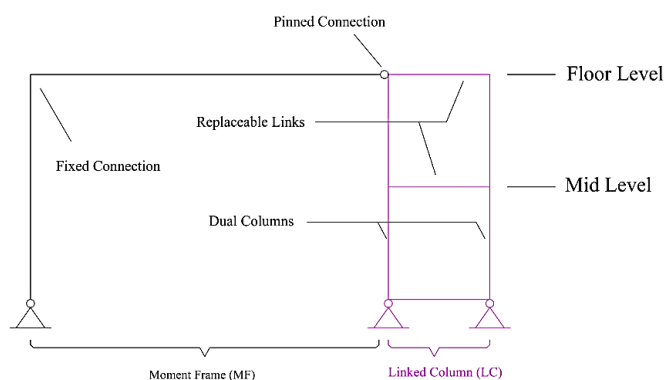 Pinned Connection
Floor Level
Replaceable Links
Fixed Connection
Mid Level
Dual Columns
Moment Frame (MF)
Linked Column (LC)